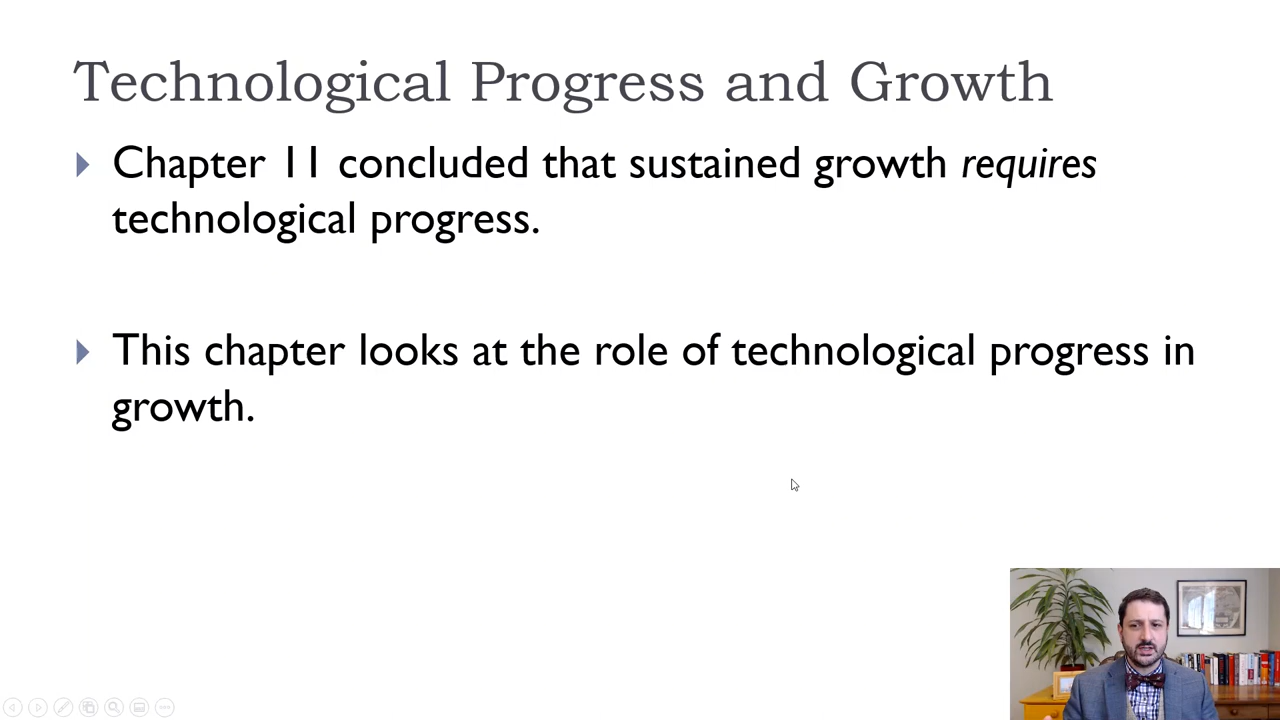 Technological Progress and Growth
Chapter 11 concluded that sustained growth requires
technological progress.
This chapter looks at the role of technological progress in
growth.